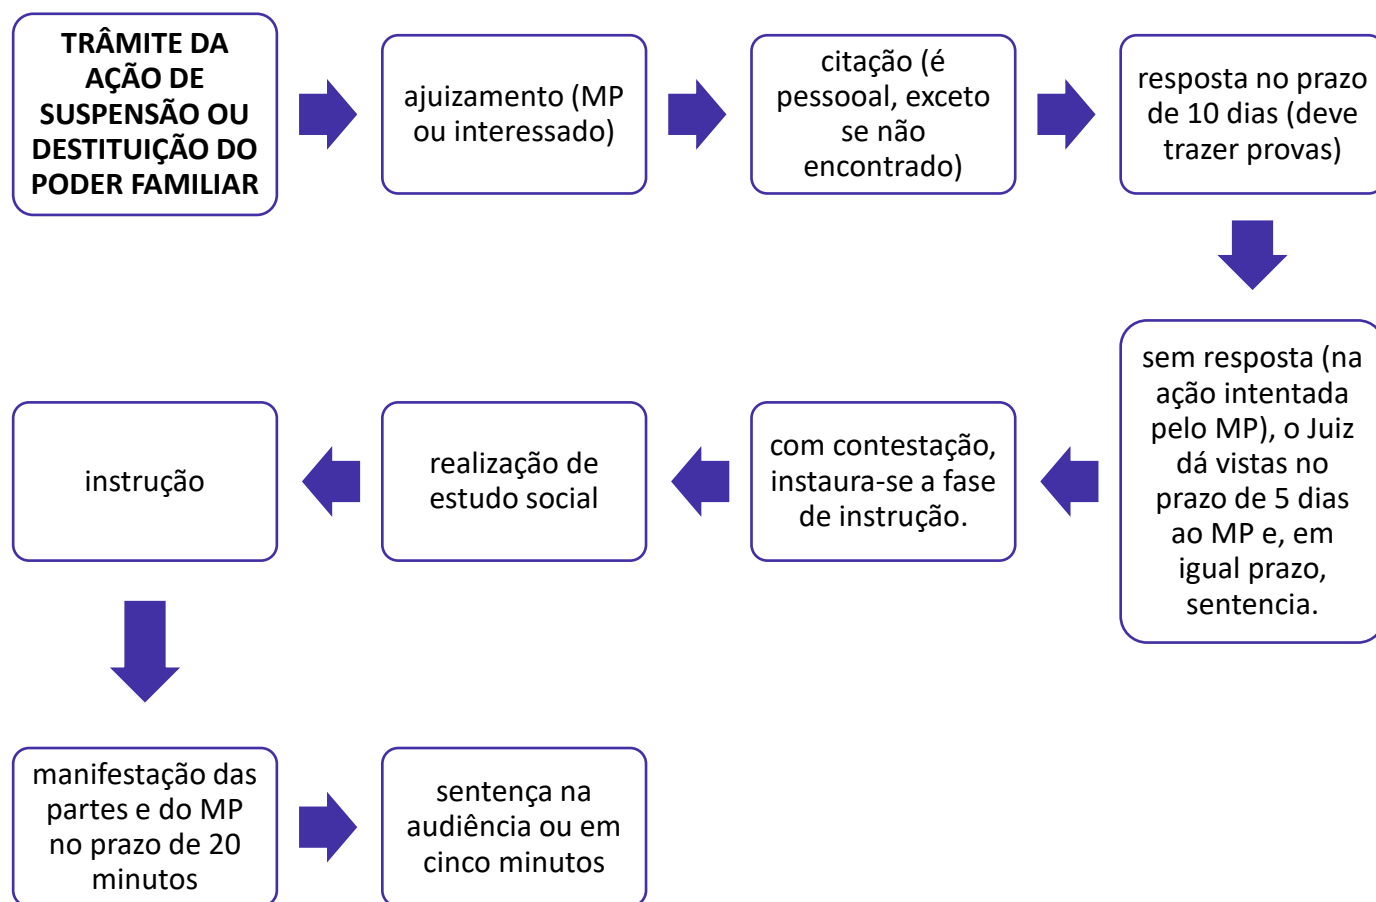 TRÂMITE DA
AÇÃO DE
SUSPENSÃO OU
DESTITUIÇÃO DO
PODER FAMILIAR
ajuizamento (MP
ou interessado)
citação (é
pessooal, exceto
se não
encontrado)
resposta no prazo
de 10 dias (deve
trazer provas)
sem resposta (na
ação intentada
pelo MP), o Juiz
dá vistas no
prazo de 5 dias
ao MP e, em
igual prazo,
sentencia.
com contestação,
instaura-se a fase
de instrução.
realização de
estudo social
instrução
manifestação das
partes e do MP
no prazo de 20
minutos
sentença na
audiência ou em
cinco minutos